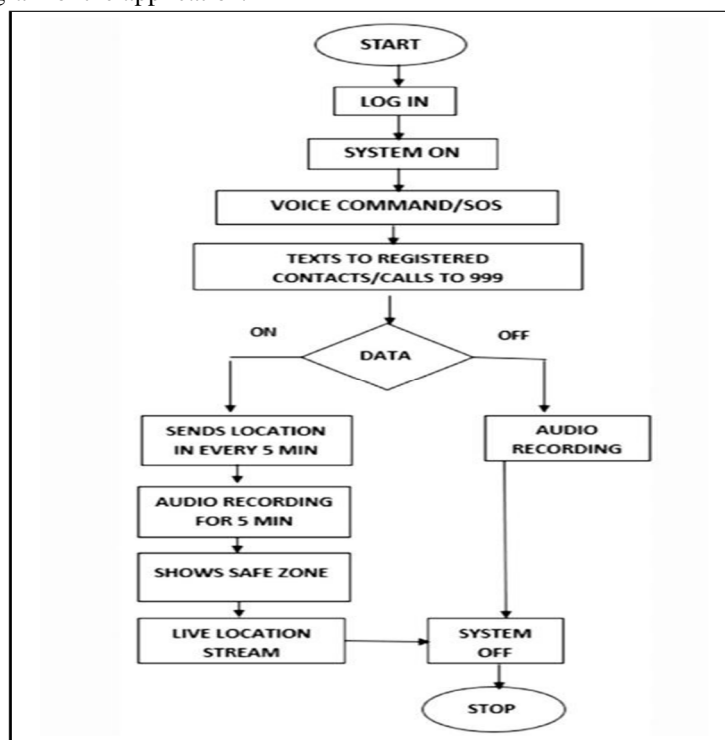 START
LOG IN
SYSTEM ON
VOICE COMMAND/SOS
TEXTS TO REGISTERED
CONTACTS/CALLS TO 999
ON
OFF
DATA
SENDS LOCATION
IN EVERY 5 MIN
AUDIO
RECORDING
AUDIO RECORDING
FOR 5 MIN
SHOWS SAFE ZONE
LIVE LOCATION
STREAM
SYSTEM
OFF
STOP